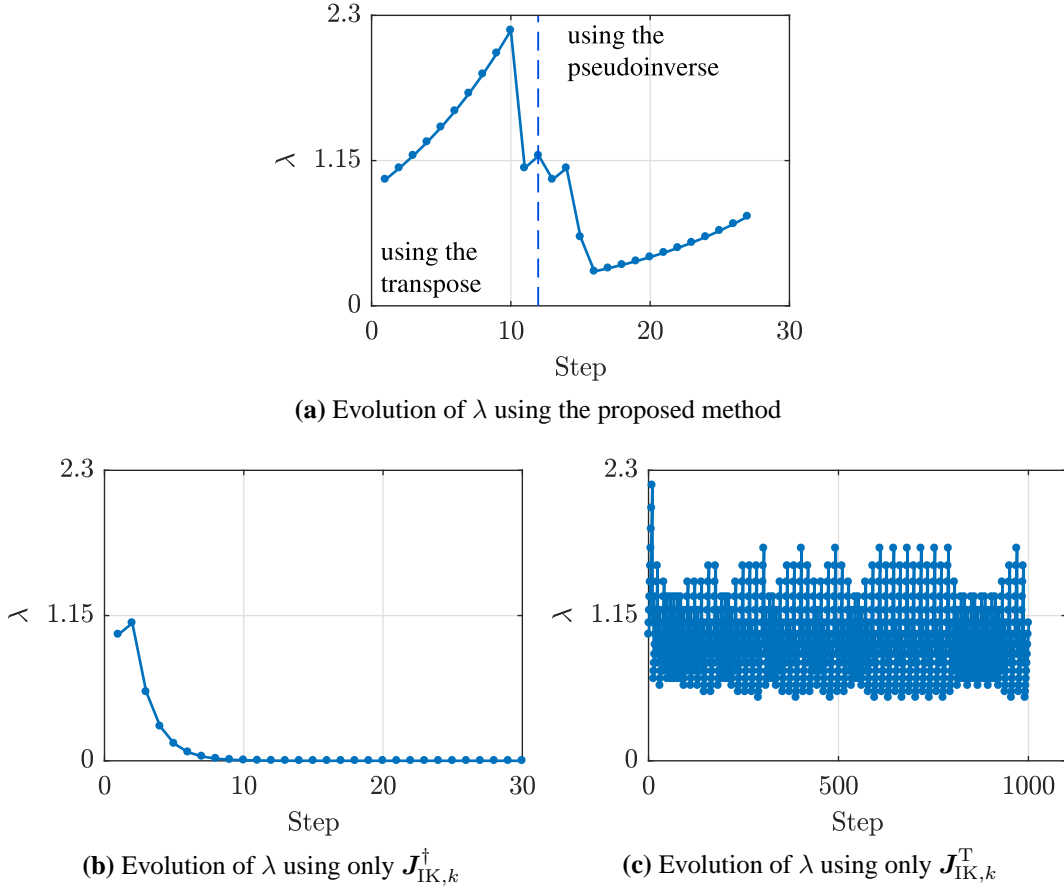 2.3
using the
pseudoinverse
λ
1.15
using the
transpose
0
0
10
20
30
Step
(a) Evolution of λ using the proposed method
2.3
λ
1.15
0
0
10
20
30
Step
(b) Evolution of λ using only J†IK,k
2.3
λ
1.15
0
0
500
1000
Step
(c) Evolution of λ using only JTIK,k